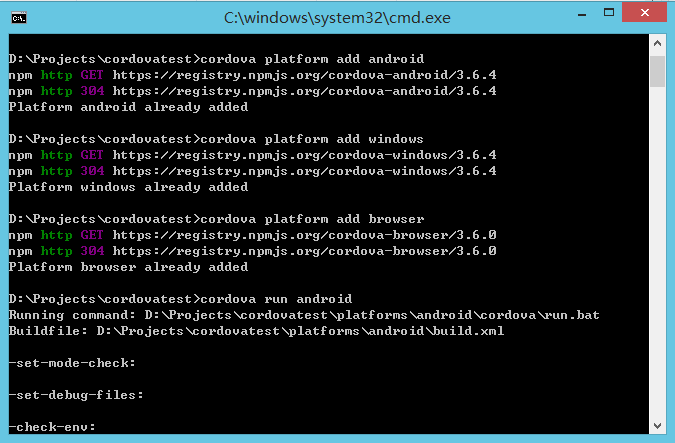 C:\windows\system32\cmd.exe
D:\Projects\cordovatest>cordova platform add android
npm http GET https://registry.npmjs.org/cordova-android/3.6.4
npm http 304 https://registry.npmjs.org/cordova-android/3.6.4
Platform android already added
D:\Projects\cordovatest>cordova platform add windows
npm http GET https://registry.npmjs.org/cordova-windows/3.6.4
npm http 304 https://registry.npmjs.org/cordova-windows/3.6.4
Platform windows already added
D:\Projects\cordovatest>cordova platform add browser
npm http GET https://registry.npmjs.org/cordova-browser/3.6.0
npm http 304 https://registry.npmjs.org/cordova-browser/3.6.0
Platform browser already added
D:\Projects\cordovatest>cordova run android
Running command: D:\Projects\cordovatest\platforms\android\cordova\run.bat
Buildfile: D:\Projects\cordovatest\platforms\android\build.xml
-set-mode-check:
-set-debug-files:
-check-env: